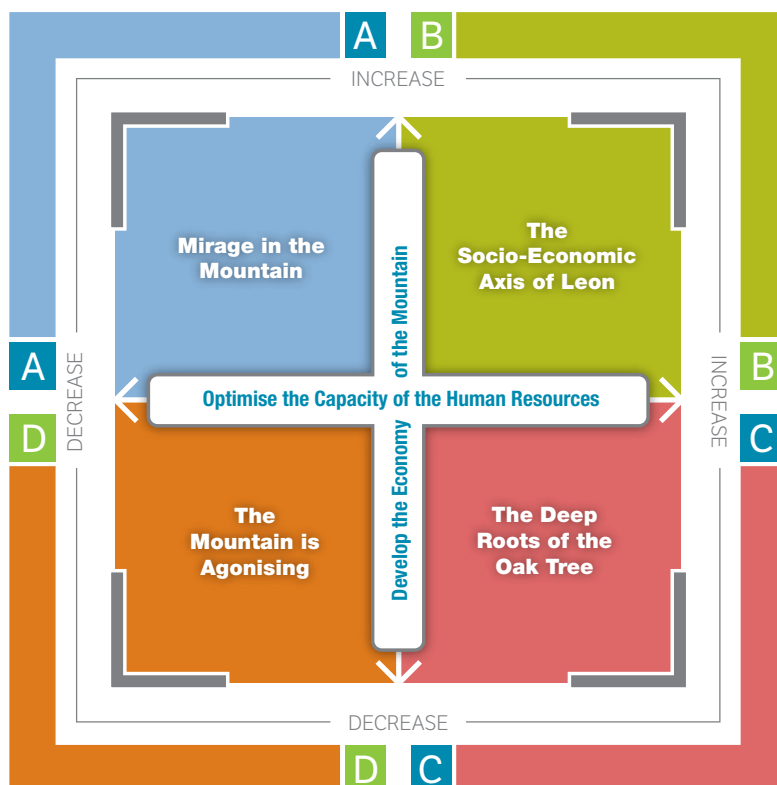 A B
INCREASE
Mirage in the
Mountain
The
Socio-Economic
Axis of Leon
Develop the Economy of the Mountain
A
DECREASE
INCREASE
B
Optimise the Capacity of the Human Resources
D
C
The
Mountain is
Agonising
The Deep
Roots of the
Oak Tree
DECREASE
D C